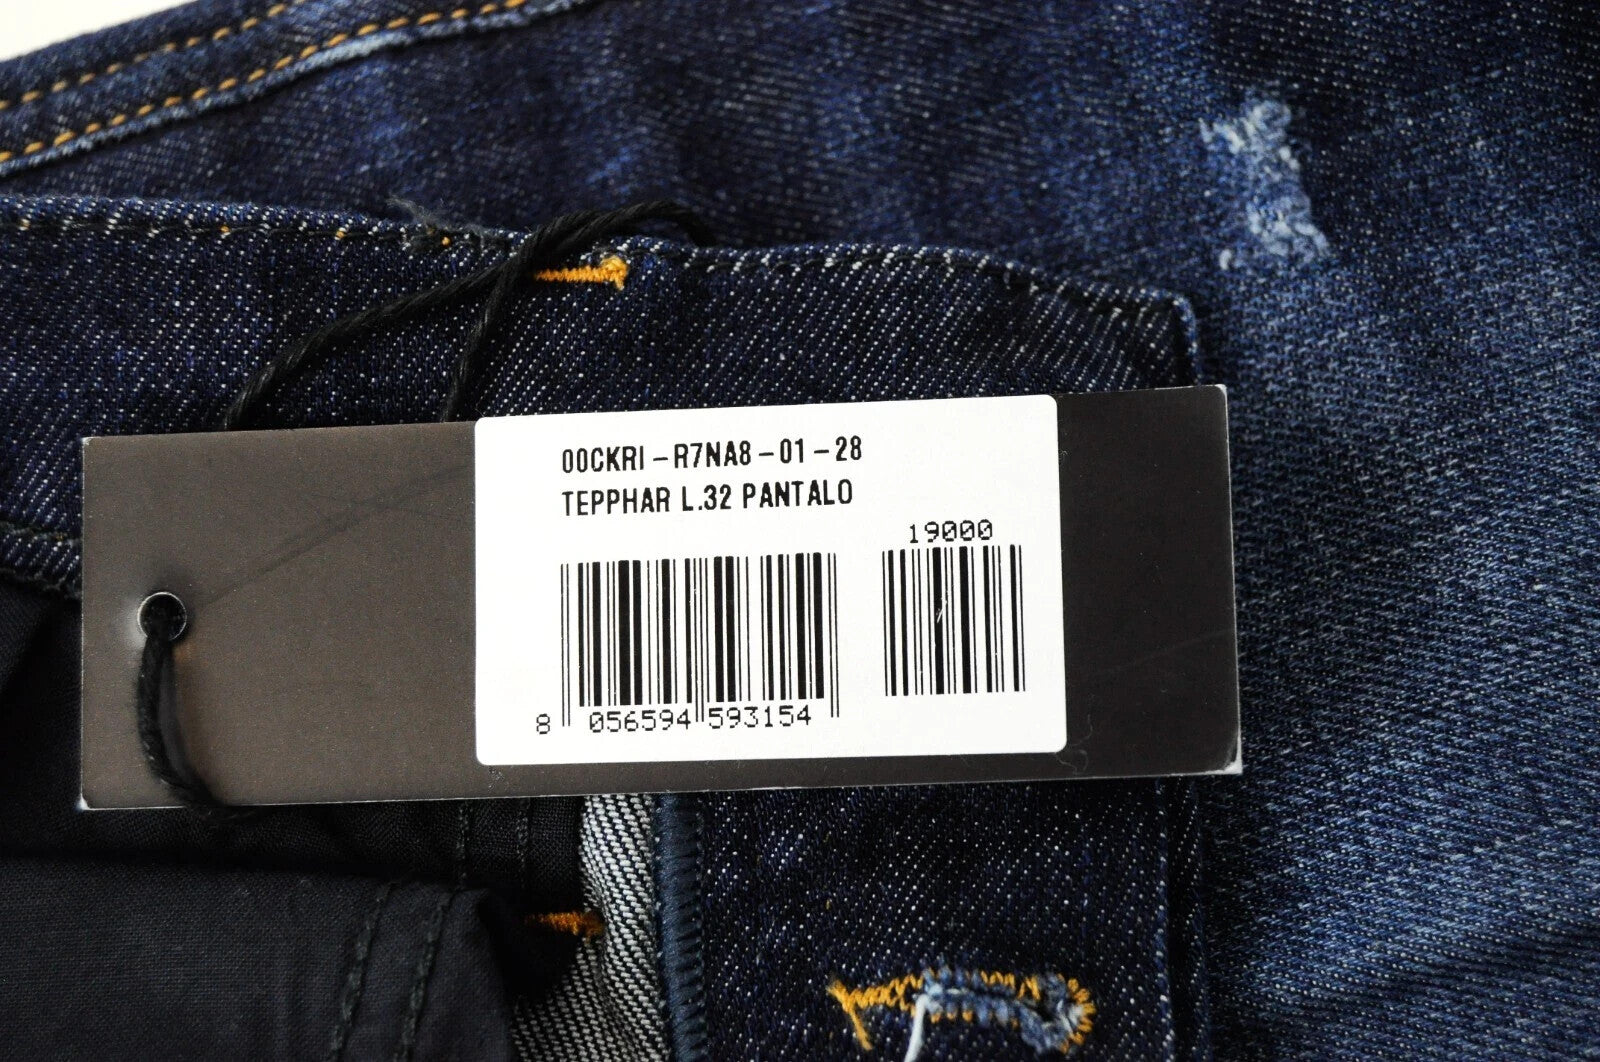 00CKRI-R7NA8-01-28
TEPPHAR L.32 PANTALO
19000
8 056594 593154